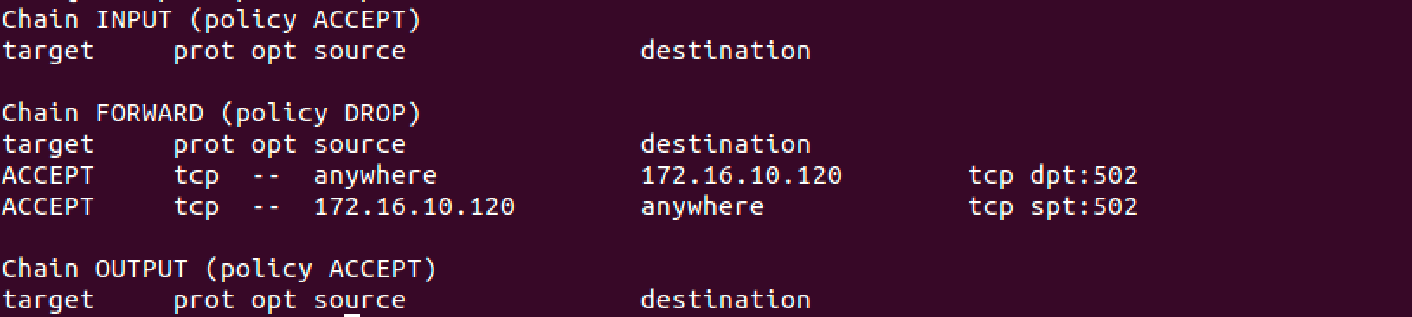 Chain INPUT (policy ACCEPT)
target     prot opt source               destination
Chain FORWARD (policy DROP)
target     prot opt source               destination
ACCEPT     tcp  --  anywhere             172.16.10.120        tcp dpt:502
ACCEPT     tcp  --  172.16.10.120        anywhere             tcp spt:502
Chain OUTPUT (policy ACCEPT)
target     prot opt source               destination